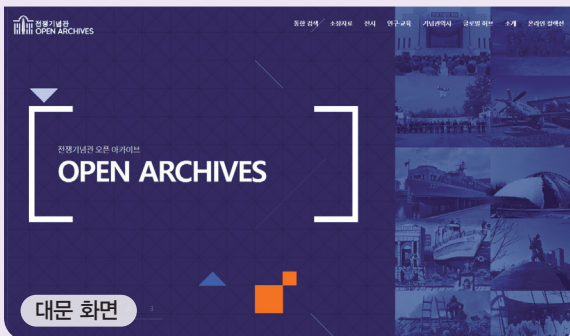 전쟁기념관
OPEN ARCHIVES
통합 검색 소장자료 전시 연구·교육 기념관역사 글로벌 허브 소개 온라인 컬렉션
전쟁기념관 오픈 아카이브
OPEN ARCHIVES
대문 화면